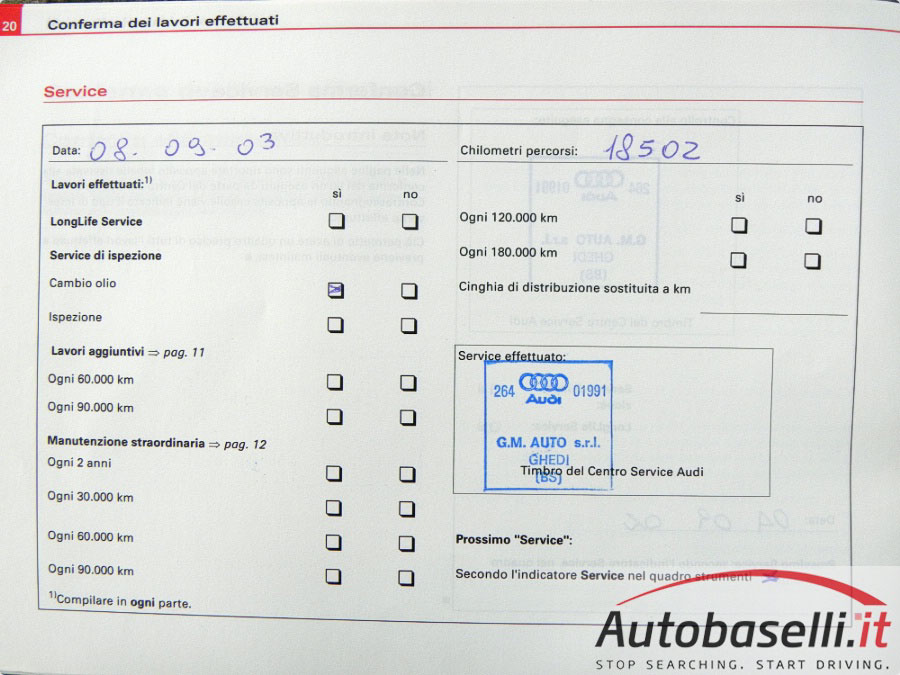 20 Conferma dei lavori effettuati
Service
Data: 08. 09. 03
Chilometri percorsi: 18502
Lavori effettuati:1)
sì no
LongLife Service
Service di ispezione
Cambio olio
Ispezione
Lavori aggiuntivi ⇒ pag. 11
Ogni 60.000 km
Ogni 90.000 km
Manutenzione straordinaria ⇒ pag. 12
Ogni 2 anni
Ogni 30.000 km
Ogni 60.000 km
Ogni 90.000 km
1)Compilare in ogni parte.
sì no
Ogni 120.000 km
Ogni 180.000 km
Cinghia di distribuzione sostituita a km
Service effettuato:
264 Audi 01991
G.M. AUTO s.r.l.
GHEDI
(BS)
Timbro del Centro Service Audi
Prossimo "Service":
Secondo l'indicatore Service nel quadro strumenti
Autobaselli.it
STOP SEARCHING. START DRIVING.